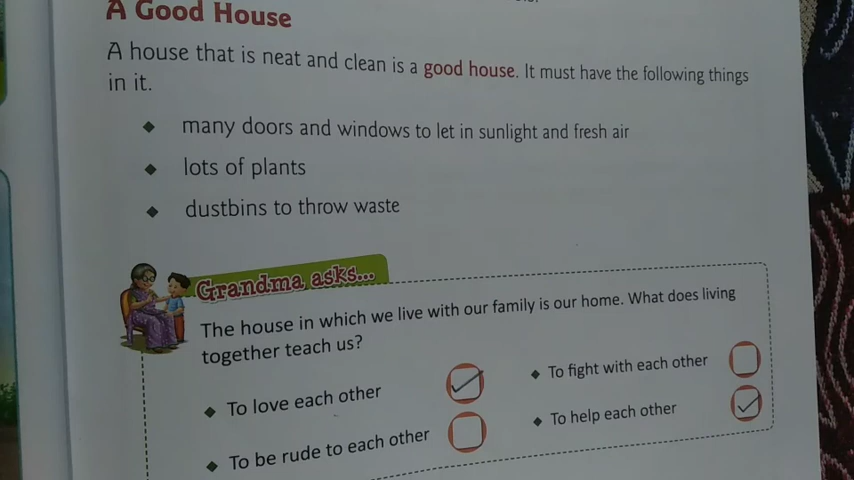 A Good House
A house that is neat and clean is a good house. It must have the following things
in it.
◆ many doors and windows to let in sunlight and fresh air
◆ lots of plants
◆ dustbins to throw waste
Grandma asks...
The house in which we live with our family is our home. What does living
together teach us?
◆ To love each other
◆ To fight with each other
◆ To be rude to each other
◆ To help each other